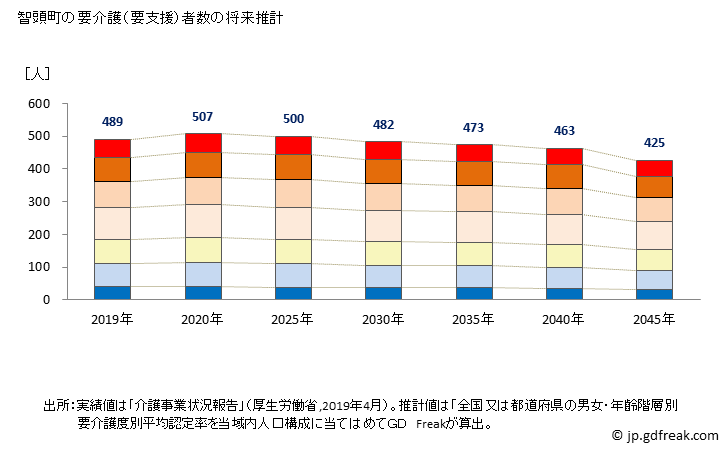 智頭町の要介護（要支援）者数の将来推計
［人］
600
500
400
300
200
100
0
489
507
500
482
473
463
425
2019年
2020年
2025年
2030年
2035年
2040年
2045年
出所：実績値は「介護事業状況報告」（厚生労働省,2019年4月）。推計値は「全国又は都道府県の男女・年齢階層別
要介護度別平均認定率を当域内人口構成に当てはめてGD Freakが算出。
© jp.gdfreak.com